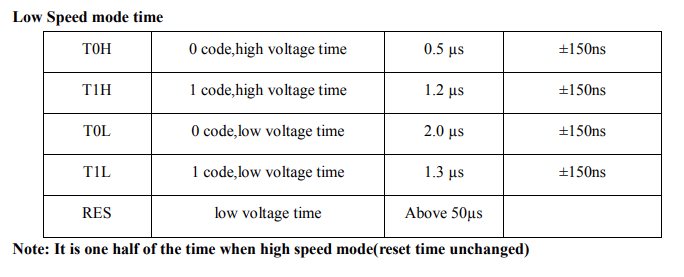 Low Speed mode time
T0H 0 code,high voltage time 0.5 µs ±150ns
T1H 1 code,high voltage time 1.2 µs ±150ns
T0L 0 code,low voltage time 2.0 µs ±150ns
T1L 1 code,low voltage time 1.3 µs ±150ns
RES low voltage time Above 50µs
Note: It is one half of the time when high speed mode(reset time unchanged)